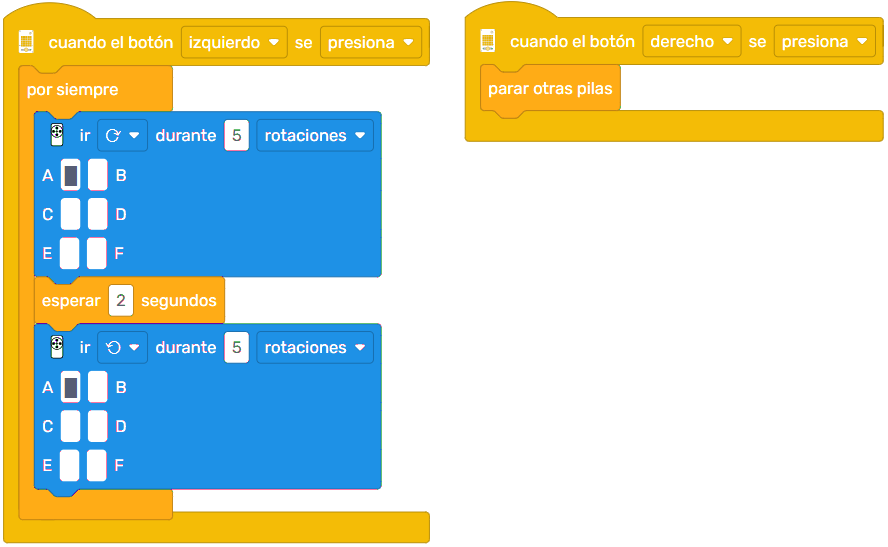 cuando el botón izquierdo se presiona
por siempre
ir durante 5 rotaciones
A B
C D
E F
esperar 2 segundos
ir durante 5 rotaciones
A B
C D
E F
cuando el botón derecho se presiona
parar otras pilas